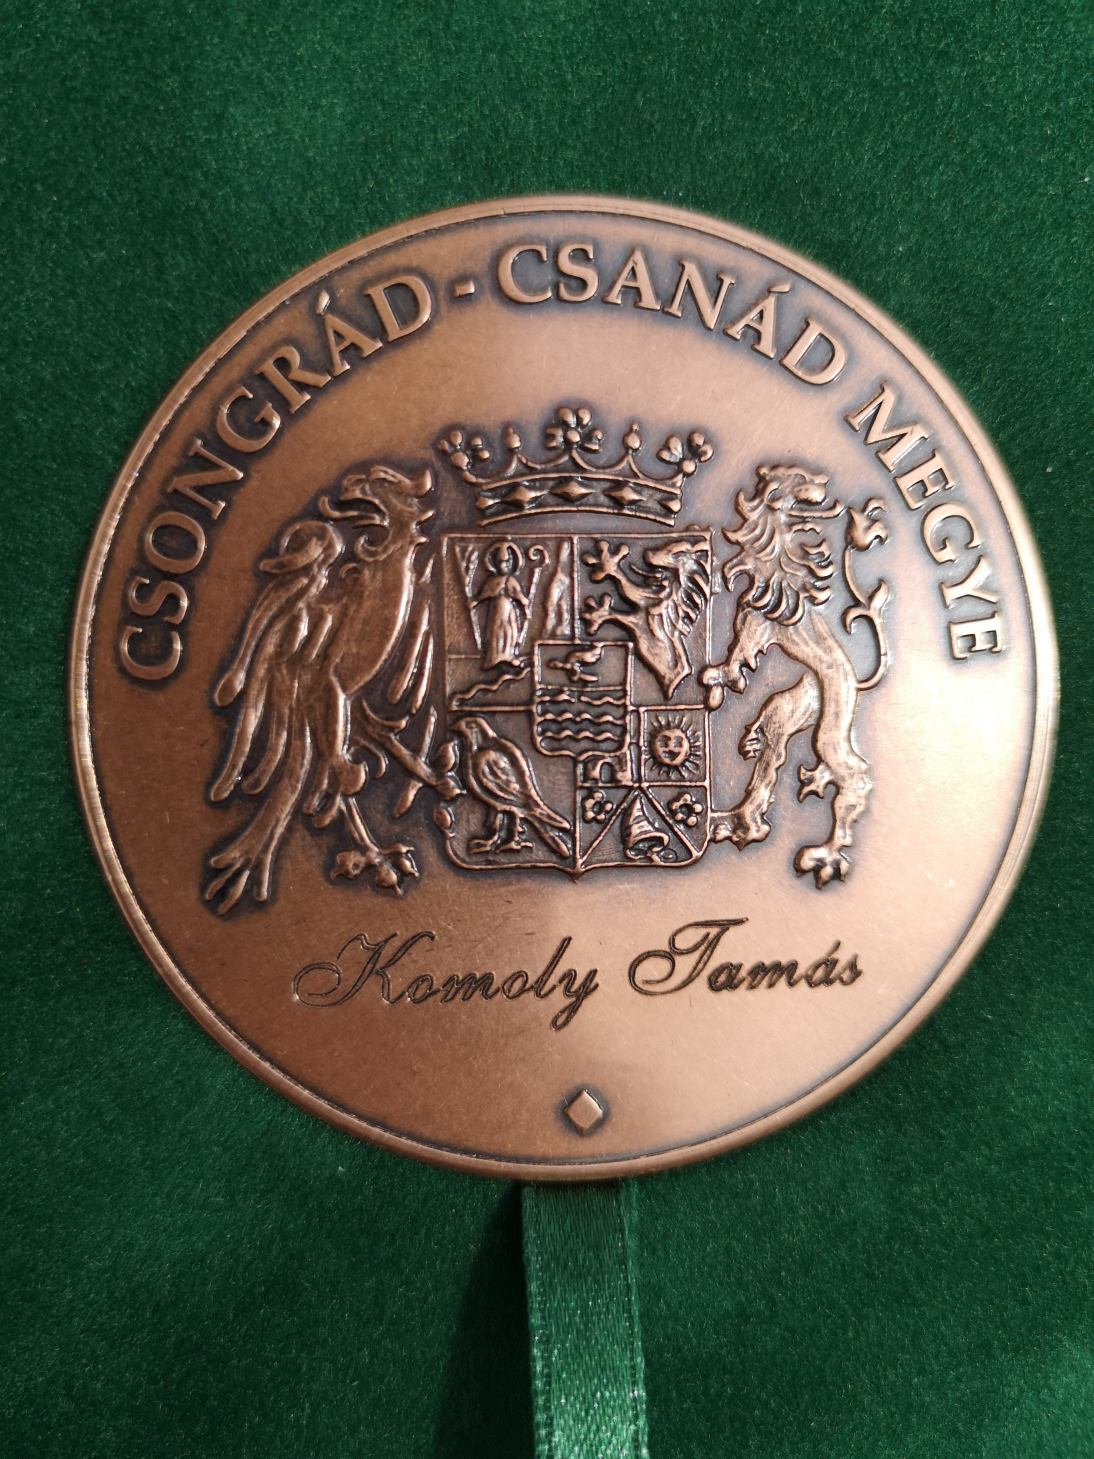 CSONGRÁD - CSANÁD MEGYE
Komoly Tamás